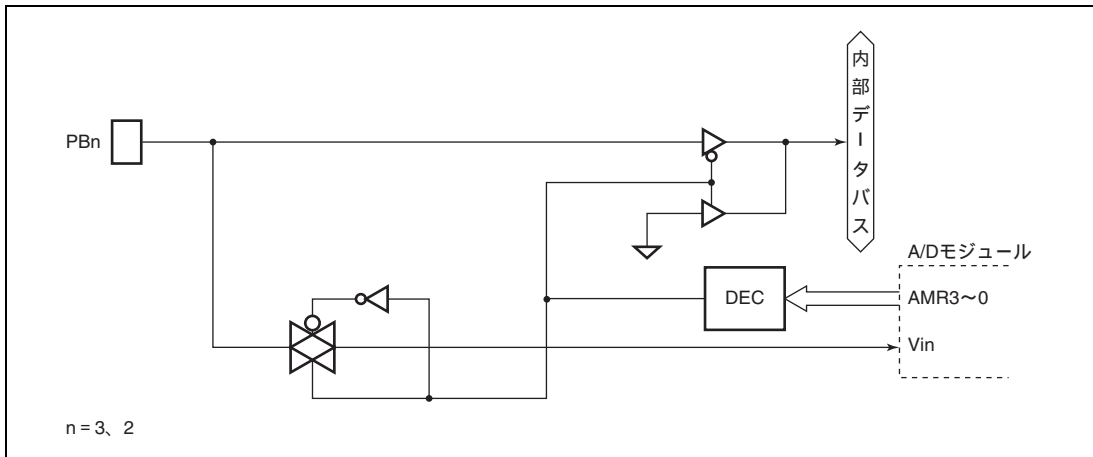 PBn
内部データバス
A/Dモジュール
DEC
AMR3～0
Vin
n = 3、2